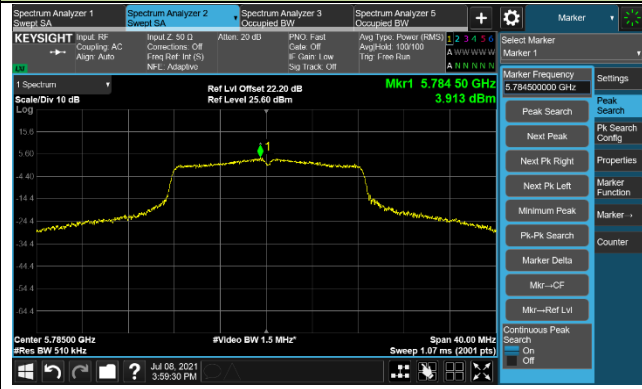 Spectrum Analyzer 1
Swept SA
Spectrum Analyzer 2
Swept SA
Spectrum Analyzer 3
Occupied BW
Spectrum Analyzer 5
Occupied BW
Marker
KEYSIGHT
Input: RF
Coupling: AC
Align: Auto
Input Z: 50 Ω
Corrections: Off
Freq Ref: Int (S)
NFE: Adaptive
Atten: 20 dB
PNO: Fast
Gate: Off
IF Gain: Low
Sig Track: Off
Avg Type: Power (RMS)
Avg|Hold: 100/100
Trig: Free Run
1 2 3 4 5 6
A W W W W W
A N N N N N
LXI
Select Marker
Marker 1
1 Spectrum
Scale/Div 10 dB
Log
Ref Lvl Offset 22.20 dB
Ref Level 25.60 dBm
Mkr1 5.784 50 GHz
3.913 dBm
15.6
5.60
-4.40
-14.4
-24.4
-34.4
-44.4
-54.4
-64.4
1
Center 5.78500 GHz
#Res BW 510 kHz
#Video BW 1.5 MHz*
Span 40.00 MHz
Sweep 1.07 ms (2001 pts)
Marker Frequency
5.784500000 GHz
Peak Search
Next Peak
Next Pk Right
Next Pk Left
Minimum Peak
Pk-Pk Search
Marker Delta
Mkr→CF
Mkr→Ref Lvl
Continuous Peak
Search
On
Off
Settings
Peak
Search
Pk Search
Config
Properties
Marker
Function
Marker→
Counter
?
Jul 08, 2021
3:59:30 PM